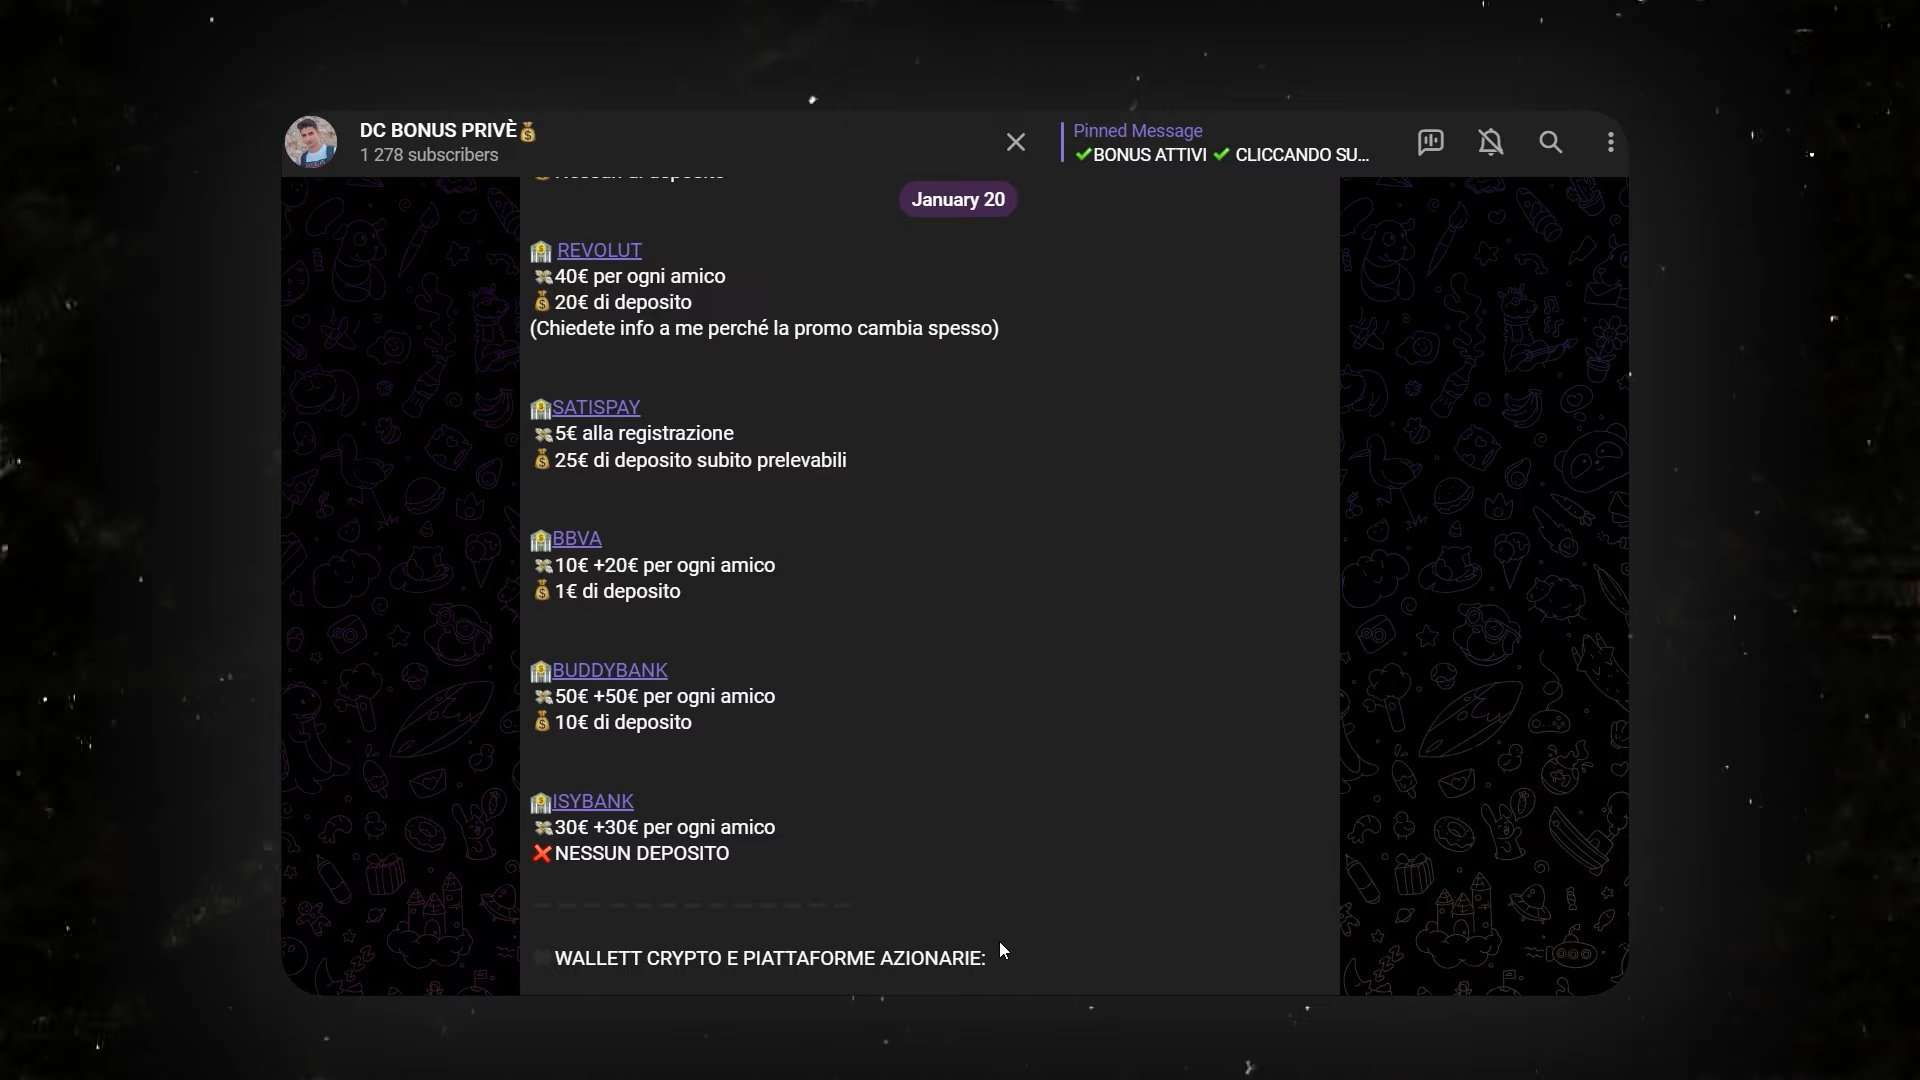 DC BONUS PRIVÈ💰
1 278 subscribers
Pinned Message
✔BONUS ATTIVI ✔ CLICCANDO SU...
January 20
REVOLUT
💸40€ per ogni amico
💰20€ di deposito
(Chiedete info a me perché la promo cambia spesso)
SATISPAY
💸5€ alla registrazione
💰25€ di deposito subito prelevabili
BBVA
💸10€ +20€ per ogni amico
💰1€ di deposito
BUDDYBANK
💸50€ +50€ per ogni amico
💰10€ di deposito
ISYBANK
💸30€ +30€ per ogni amico
❌NESSUN DEPOSITO
WALLETT CRYPTO E PIATTAFORME AZIONARIE: